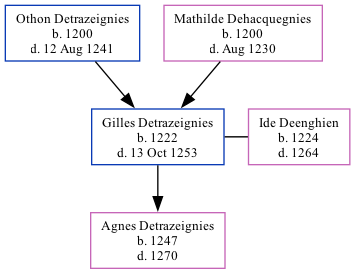 Othon Detrazeignies
b. 1200
d. 12 Aug 1241
Mathilde Dehacquegnies
b. 1200
d. Aug 1230
Gilles Detrazeignies
b. 1222
d. 13 Oct 1253
Ide Deenghien
b. 1224
d. 1264
Agnes Detrazeignies
b. 1247
d. 1270